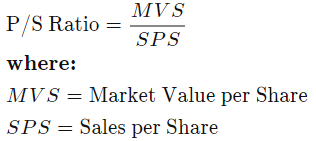 P/S Ratio = MVS / SPS
where:
MVS = Market Value per Share
SPS = Sales per Share